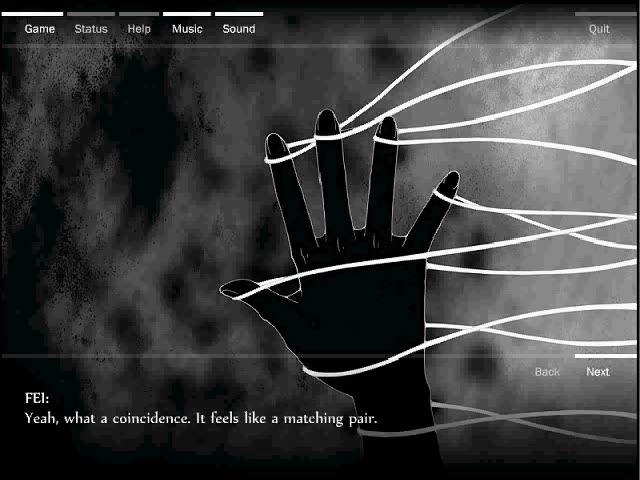 Game Status Help Music Sound Quit
Back Next
FEI:
Yeah, what a coincidence. It feels like a matching pair.